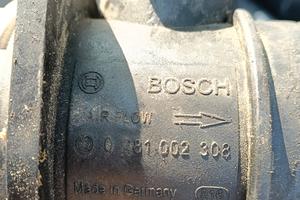 BOSCH
AIR FLOW
0 281 002 308
Made in Germany